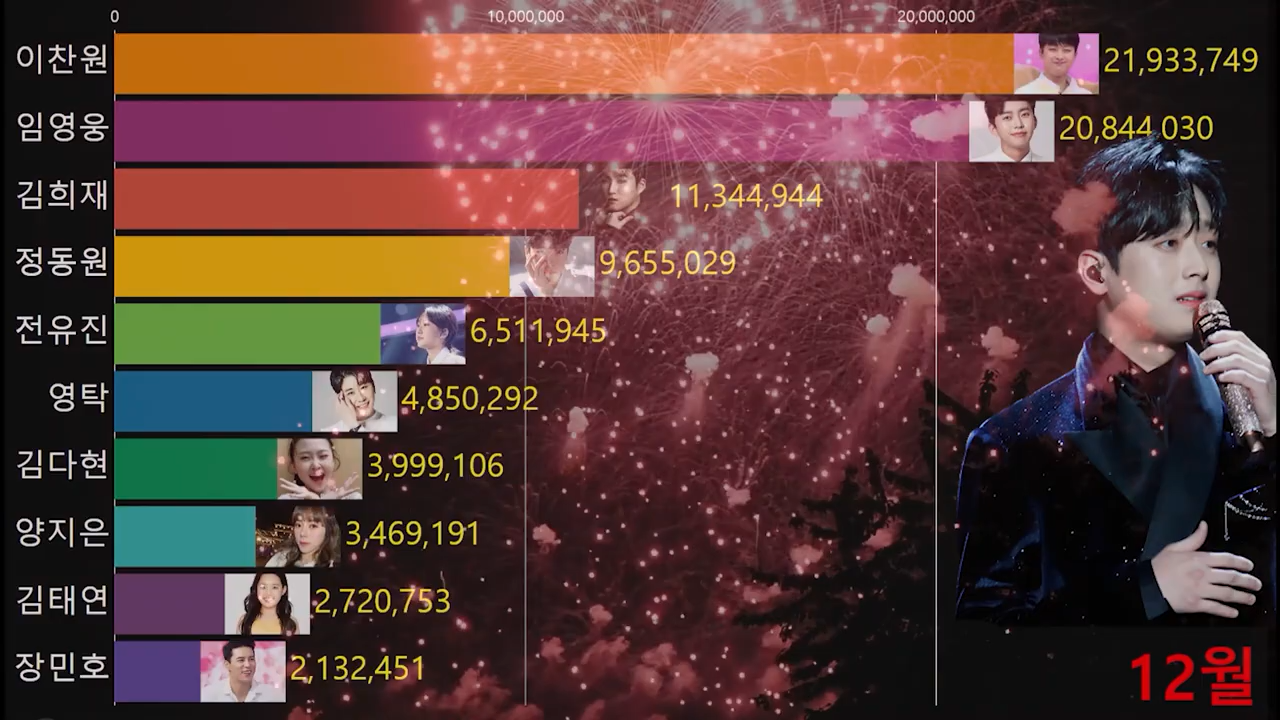 0 10,000,000 20,000,000
이찬원 21,933,749
임영웅 20,844,030
김희재 11,344,944
정동원 9,655,029
전유진 6,511,945
영탁 4,850,292
김다현 3,999,106
양지은 3,469,191
김태연 2,720,753
장민호 2,132,451
12월